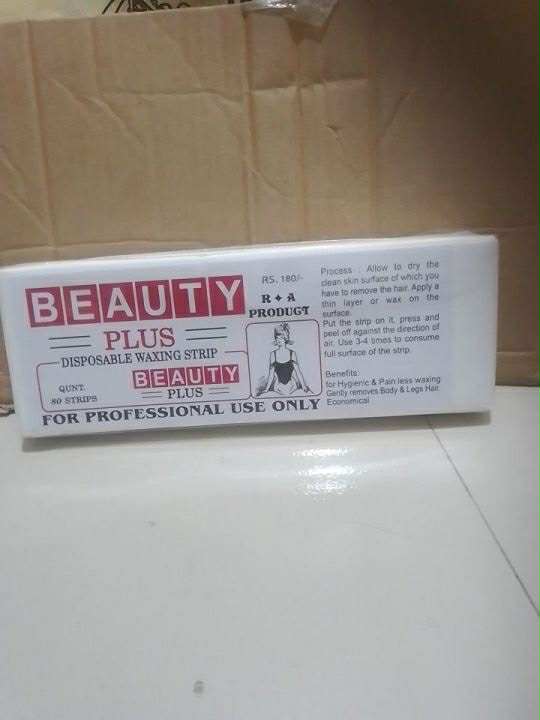 BEAUTY
PLUS
DISPOSABLE WAXING STRIP
QUNT.
80 STRIPS
BEAUTY
PLUS
FOR PROFESSIONAL USE ONLY
RS. 180/-
R A
PRODUGT
Process : Allow to dry the
clean skin surface of which you
have to remove the hair. Apply a
thin layer or wax on the
surface.
Put the strip on it, press and
peel off against the direction of
air. Use 3-4 times to consume
full surface of the strip.
Benefits:
for Hygienic & Pain less waxing
Gently removes Body & Legs Hair.
Economical